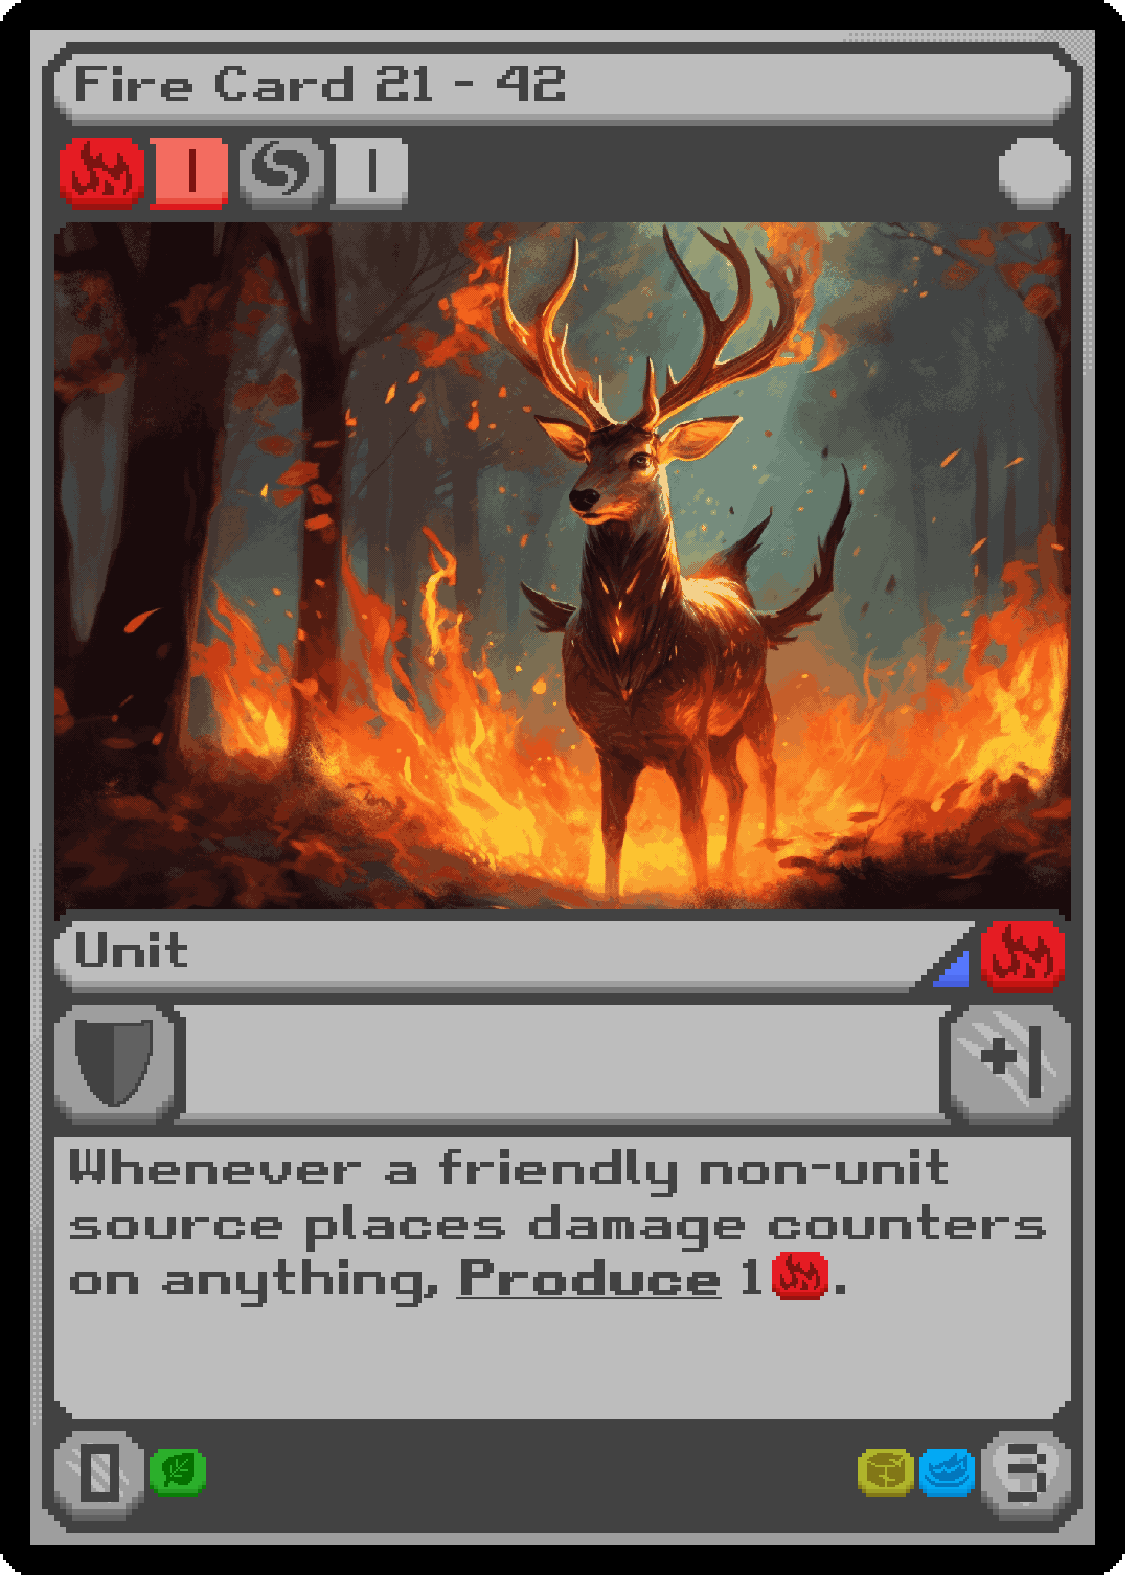 Fire Card 21 - 42
1 1
Unit
+1
Whenever a friendly non-unit
source places damage counters
on anything, Produce 1 .
0 3